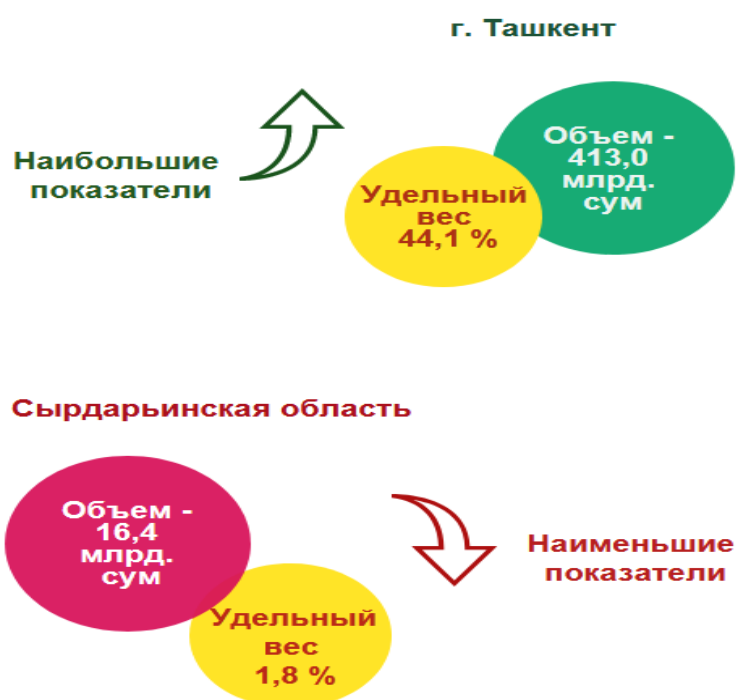 г. Ташкент
Наибольшие
показатели
Объем -
413,0
млрд.
сум
Удельный
вес
44,1 %
Сырдарьинская область
Объем -
16,4
млрд.
сум
Удельный
вес
1,8 %
Наименьшие
показатели